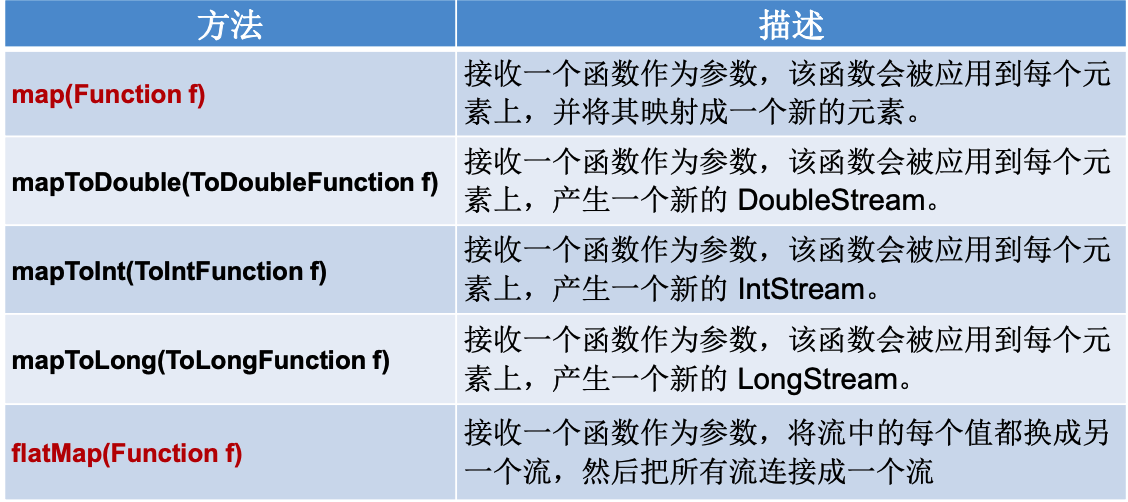 方法
描述
map(Function f)
接收一个函数作为参数，该函数会被应用到每个元
素上，并将其映射成一个新的元素。
mapToDouble(ToDoubleFunction f)
接收一个函数作为参数，该函数会被应用到每个元
素上，产生一个新的 DoubleStream。
mapToInt(ToIntFunction f)
接收一个函数作为参数，该函数会被应用到每个元
素上，产生一个新的 IntStream。
mapToLong(ToLongFunction f)
接收一个函数作为参数，该函数会被应用到每个元
素上，产生一个新的 LongStream。
flatMap(Function f)
接收一个函数作为参数，将流中的每个值都换成另
一个流，然后把所有流连接成一个流